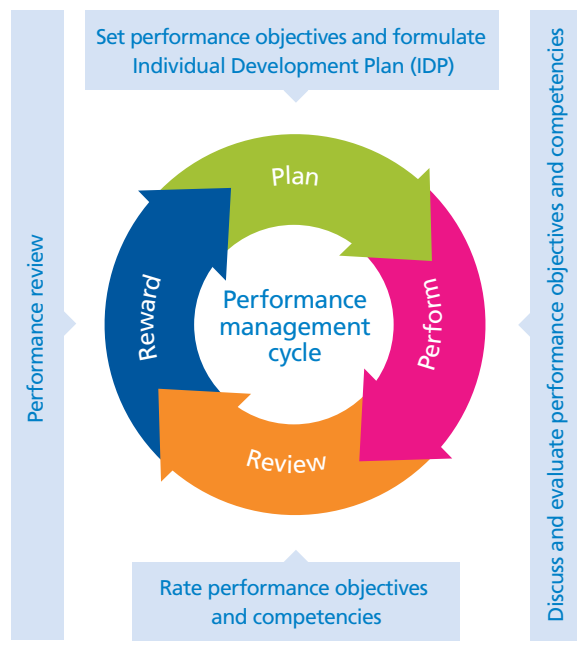 Set performance objectives and formulate
Individual Development Plan (IDP)
Performance review
Discuss and evaluate performance objectives and competencies
Plan
Reward
Performance
management
cycle
Perform
Review
Rate performance objectives
and competencies